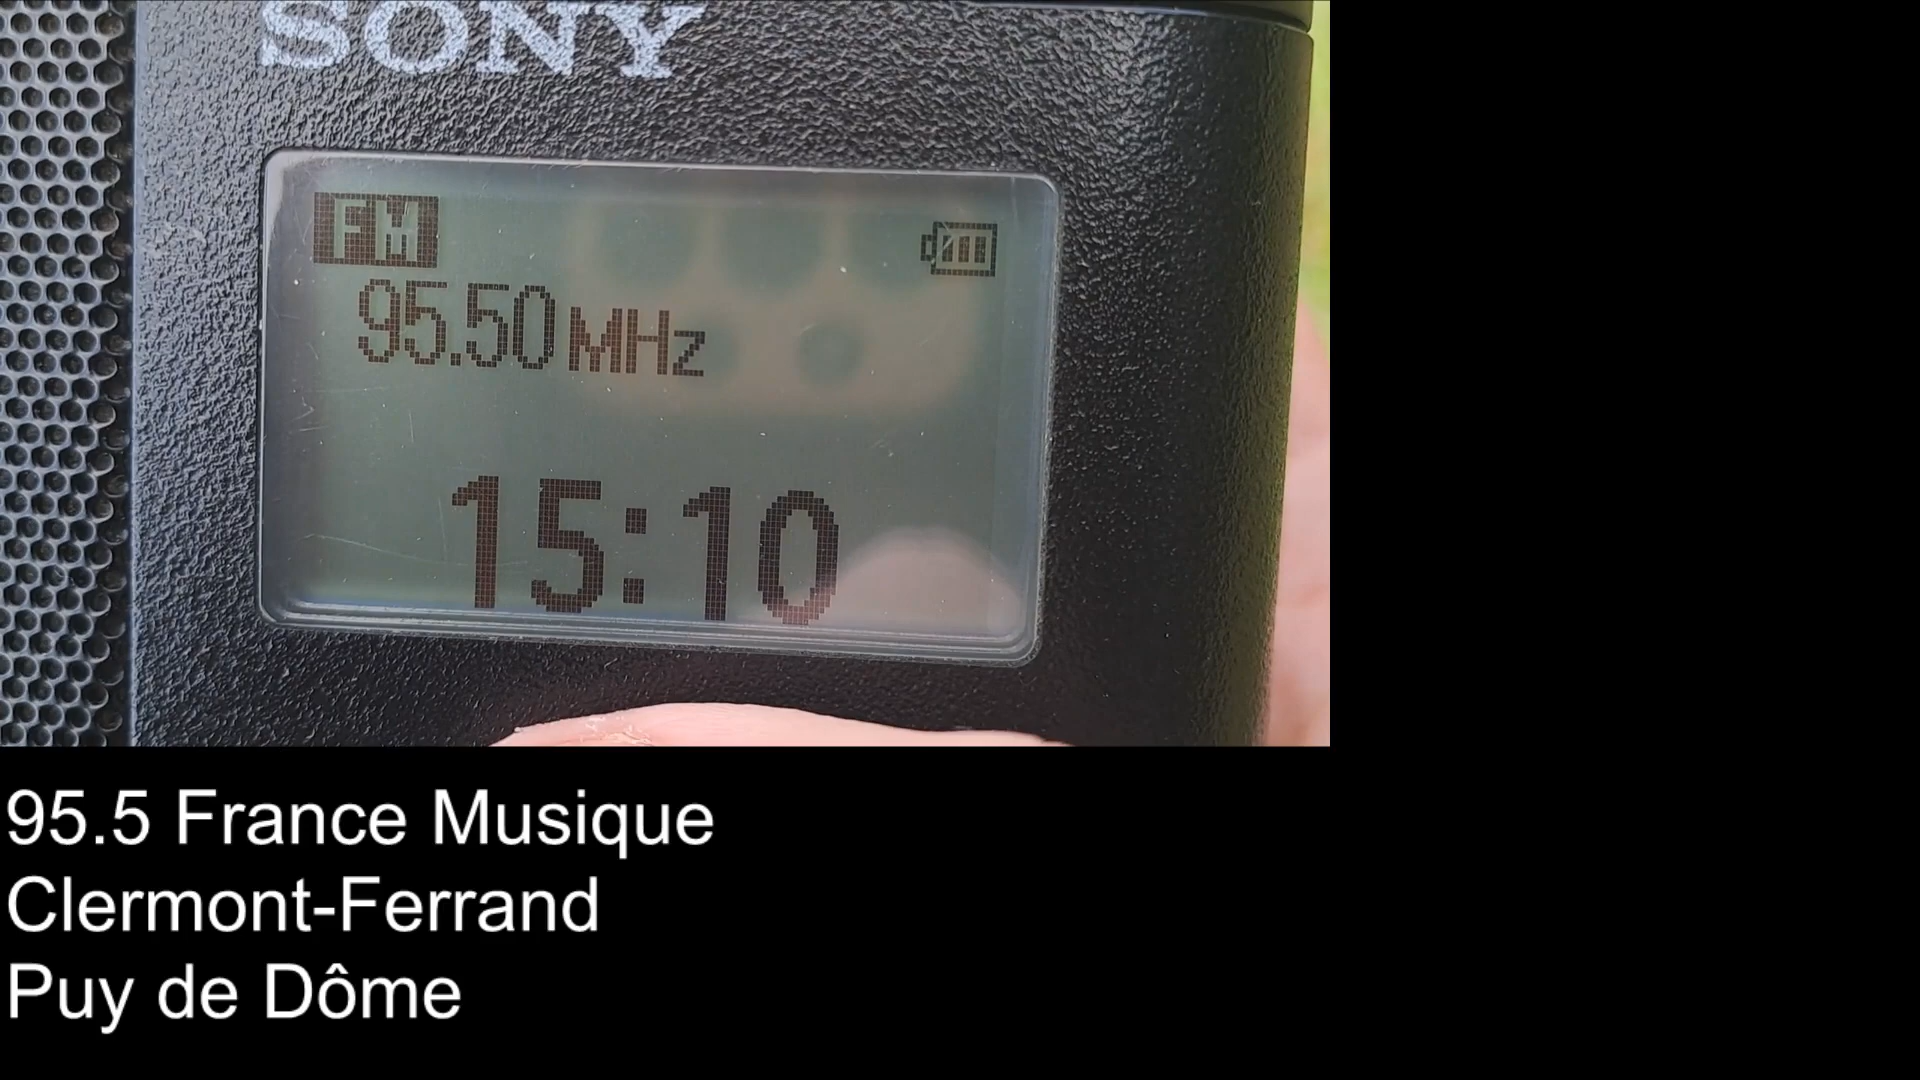 SONY
FM
95.50 MHz
15:10
95.5 France Musique
Clermont-Ferrand
Puy de Dôme